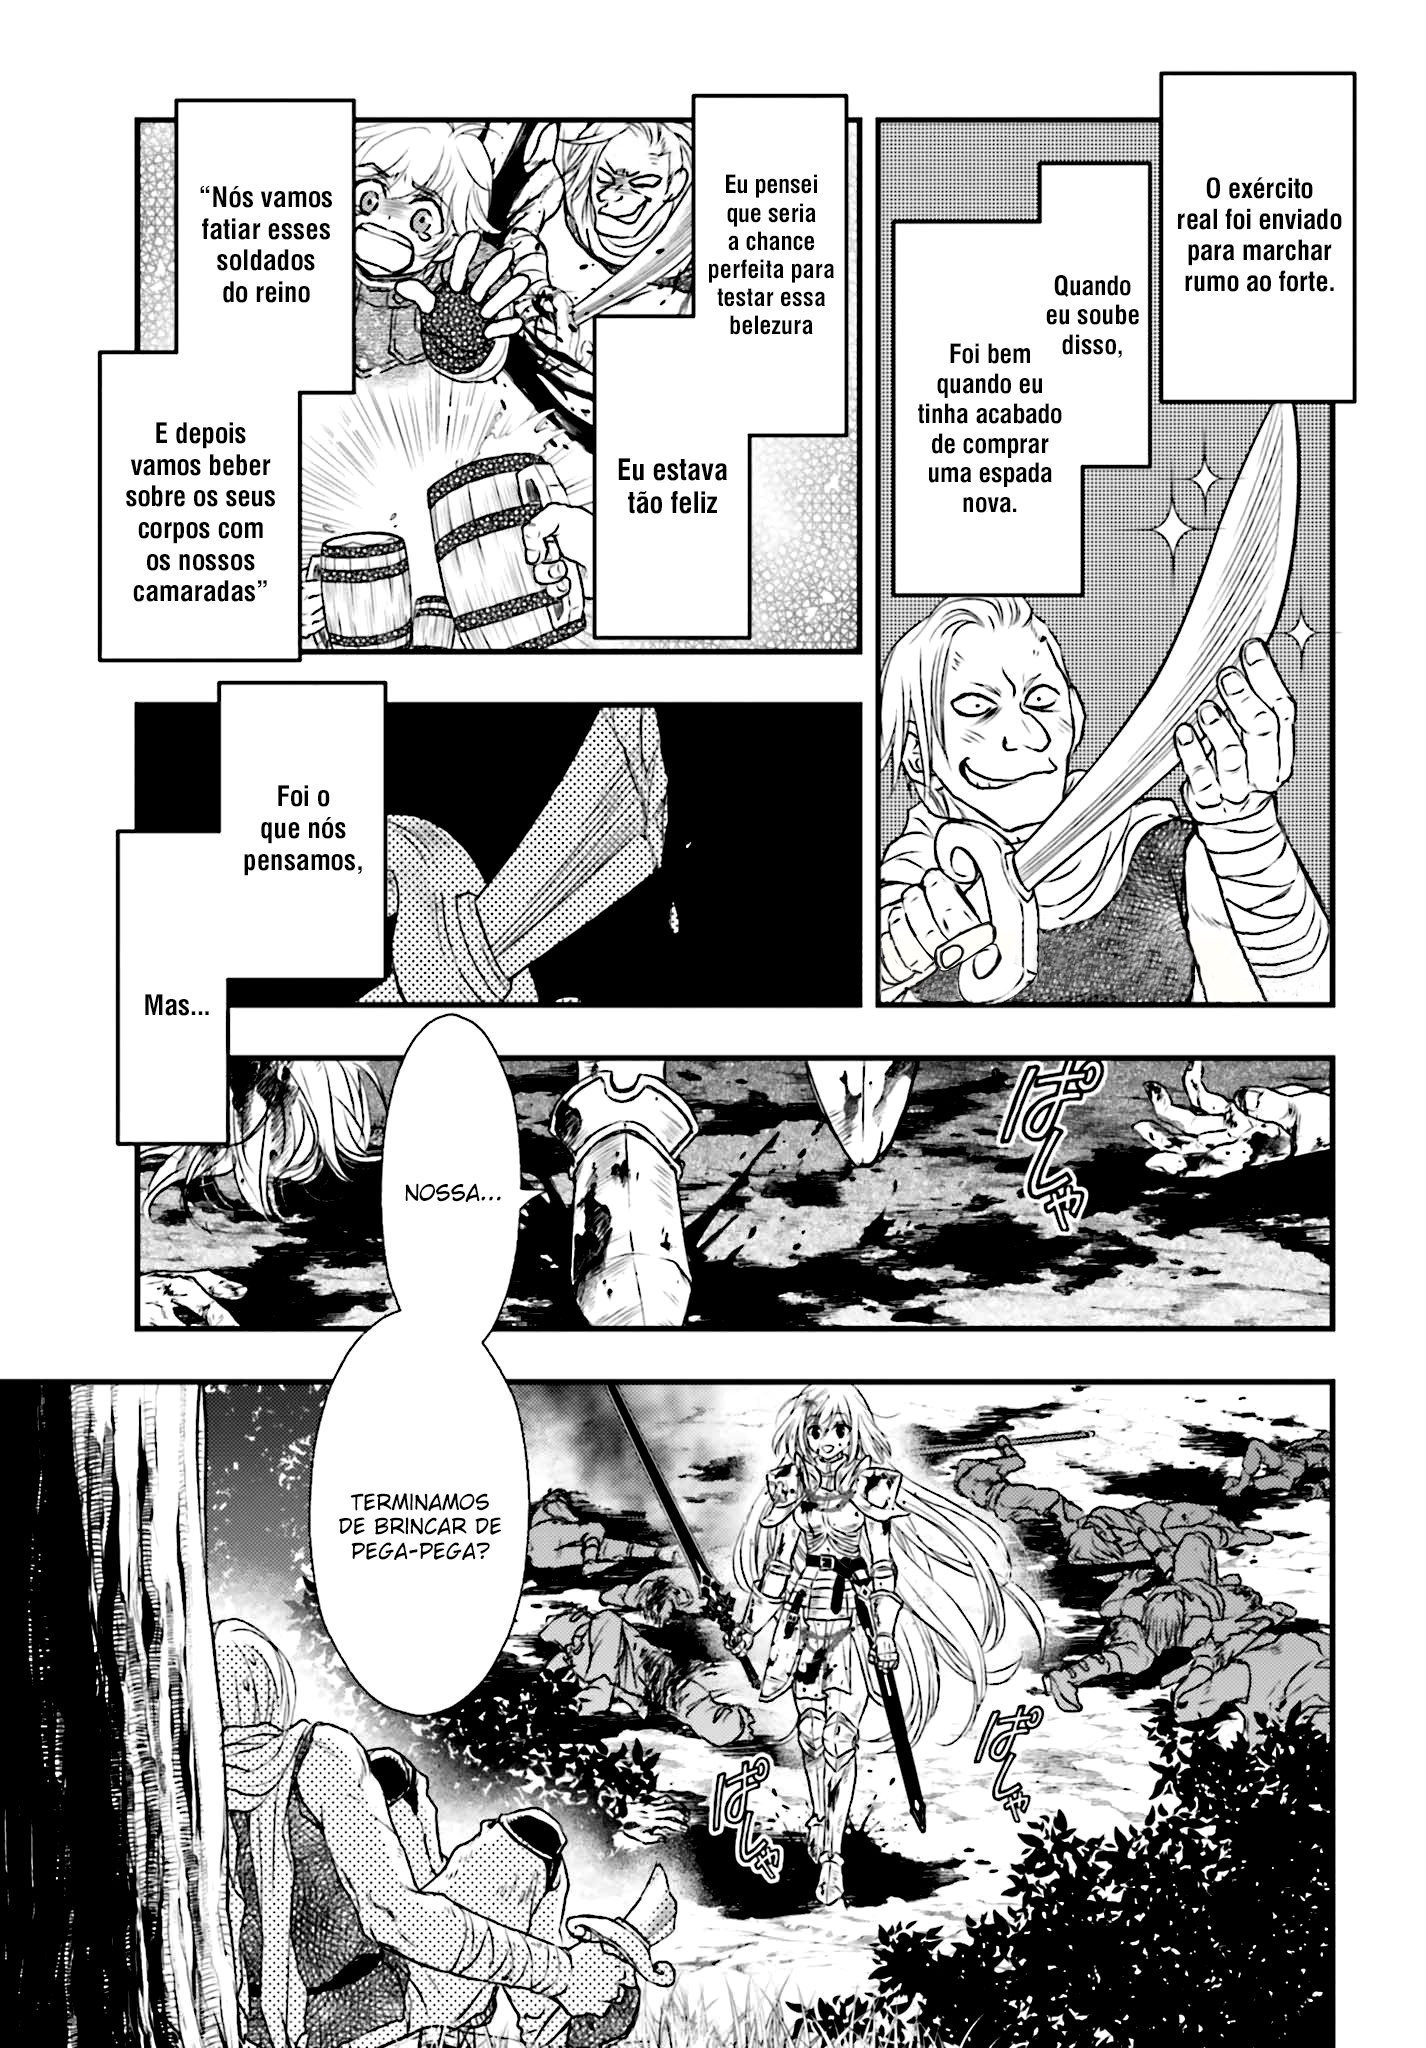 O exército
real foi enviado
para marchar
rumo ao forte.
Quando
eu soube
disso,
Foi bem
quando eu
tinha acabado
de comprar
uma espada
nova.
Eu pensei
que seria
a chance
perfeita para
testar essa
belezura
Eu estava
tão feliz
“Nós vamos
fatiar esses
soldados
do reino
E depois
vamos beber
sobre os seus
corpos com
os nossos
camaradas”
Foi o
que nós
pensamos,
Mas...
ぱしゃ
NOSSA...
TERMINAMOS
DE BRINCAR DE
PEGA-PEGA?
ぱしゃ
ぱしゃ